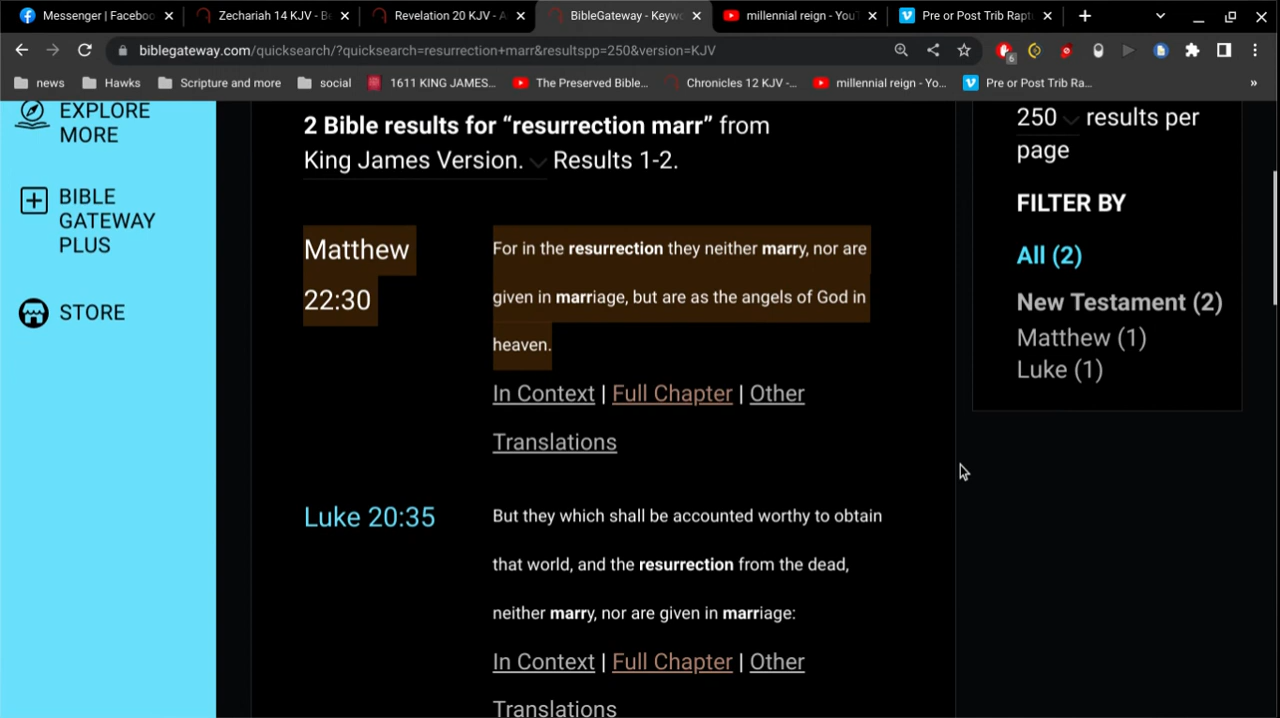 Messenger | Faceboo
Zechariah 14 KJV - B
Revelation 20 KJV - A
BibleGateway - Keywo
millennial reign - YouT
Pre or Post Trib Raptu
biblegateway.com/quicksearch/?quicksearch=resurrection+marr&resultspp=250&version=KJV
6
news
Hawks
Scripture and more
social
1611 KING JAMES...
The Preserved Bible...
Chronicles 12 KJV -...
millennial reign - Yo...
Pre or Post Trib Ra...
»
EXPLORE
MORE
BIBLE
GATEWAY
PLUS
STORE
2 Bible results for “resurrection marr” from
King James Version. Results 1-2.
Matthew
22:30
For in the resurrection they neither marry, nor are
given in marriage, but are as the angels of God in
heaven.
In Context | Full Chapter | Other
Translations
Luke 20:35
But they which shall be accounted worthy to obtain
that world, and the resurrection from the dead,
neither marry, nor are given in marriage:
In Context | Full Chapter | Other
Translations
250 results per
page
FILTER BY
All (2)
New Testament (2)
Matthew (1)
Luke (1)